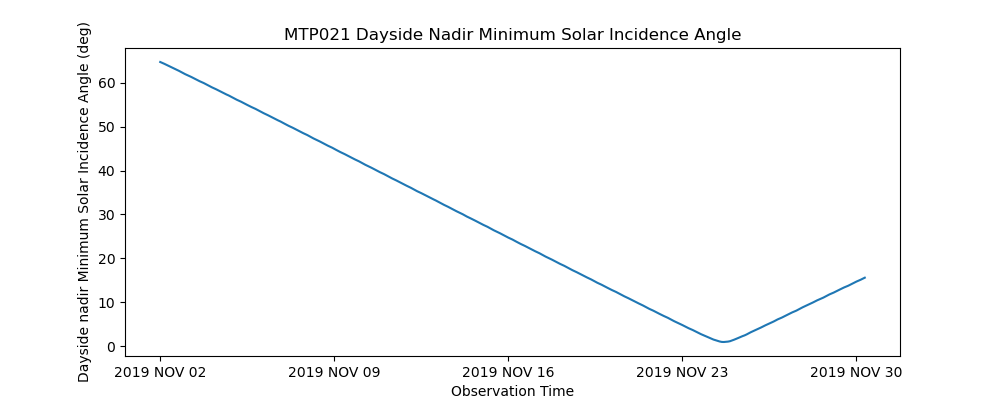 MTP021 Dayside Nadir Minimum Solar Incidence Angle
Dayside nadir Minimum Solar Incidence Angle (deg)
60
50
40
30
20
10
0
2019 NOV 02
2019 NOV 09
2019 NOV 16
2019 NOV 23
2019 NOV 30
Observation Time